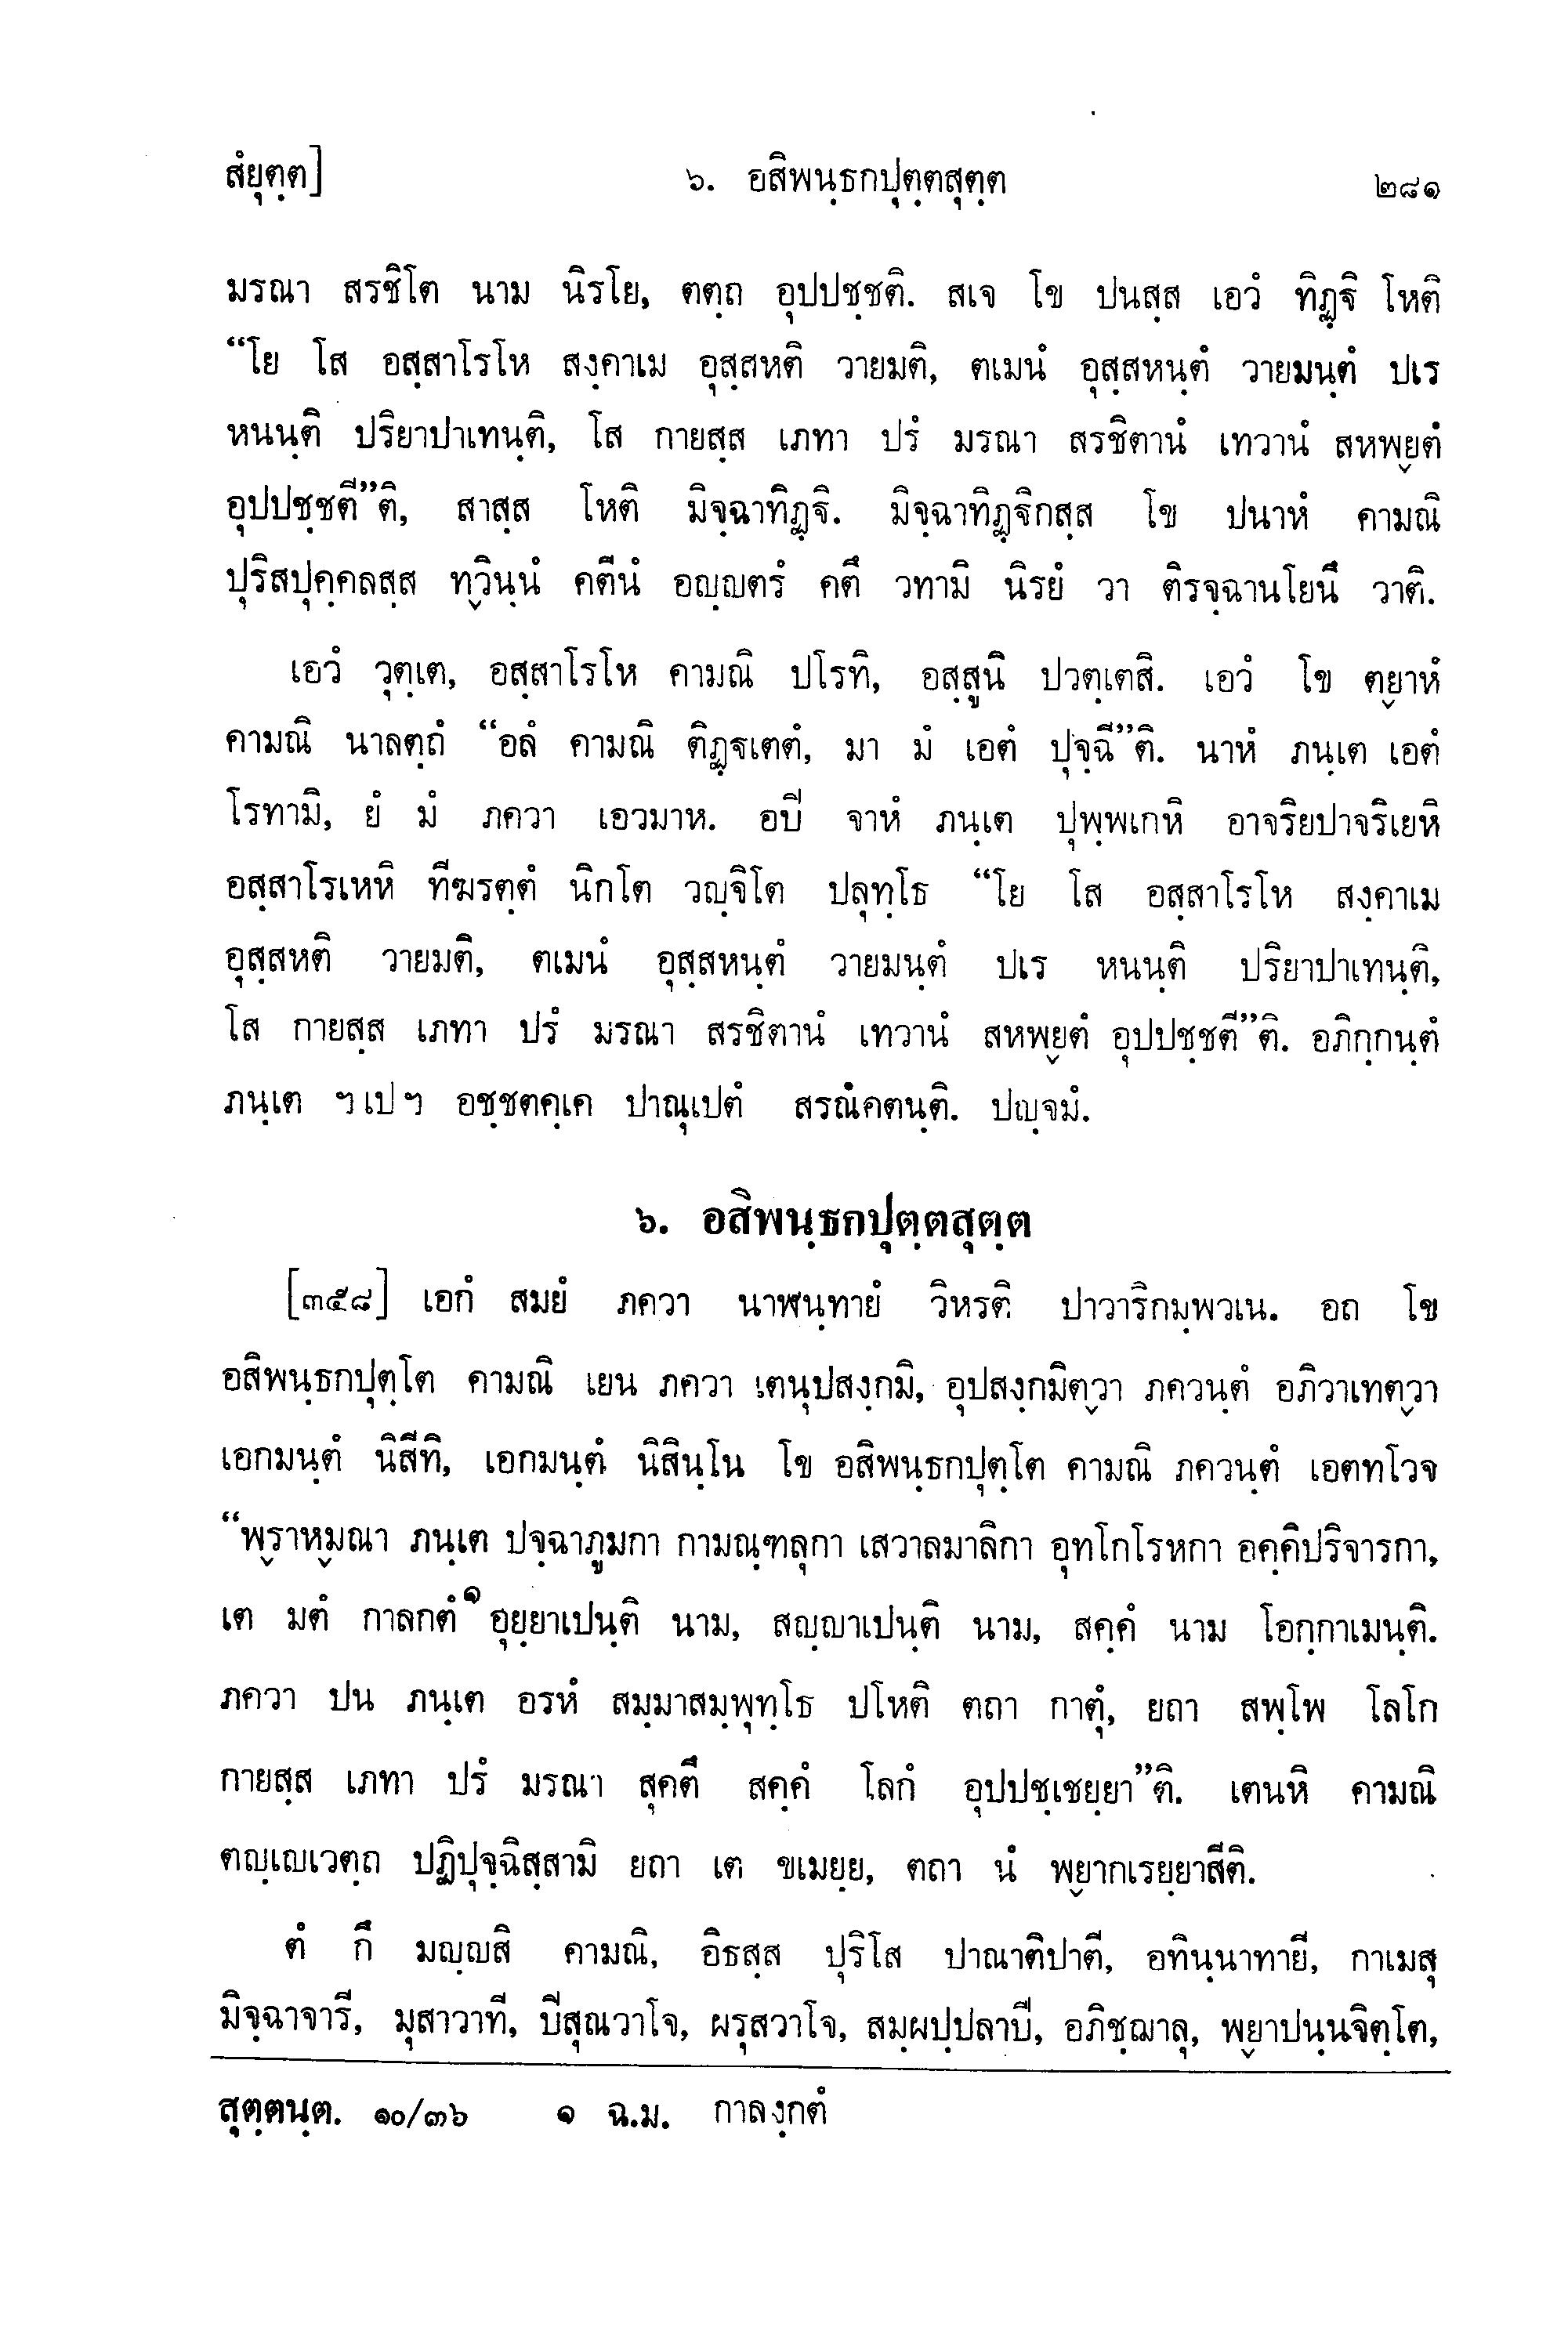 สํยุตฺต]
๖. อสิพนฺธกปุตฺตสุตฺต
๒๘๑
มรณา สรชิโต นาม นิรโย, ตตฺถ อุปปชฺชติ. สเจ โข ปนสฺส เอวํ ทิฏฺฐิ โหติ
“โย โส อสฺสาโรโห สงฺคาเม อุสฺสหติ วายมติ, ตเมนํ อุสฺสหนฺตํ วายมนฺตํ ปเร
หนนฺติ ปริยาปาเทนฺติ, โส กายสฺส เภทา ปรํ มรณา สรชิตานํ เทวานํ สหพฺยตํ
อุปปชฺชตี”ติ, สาสฺส โหติ มิจฺฉาทิฏฺฐิ. มิจฺฉาทิฏฺฐิกสฺส โข ปนาหํ คามณิ
ปุริสปุคฺคลสฺส ทฺวินฺนํ คตีนํ อญฺญตรํ คตึ วทามิ นิรยํ วา ติรจฺฉานโยนึ วาติ.
เอวํ วุตฺเต, อสฺสาโรโห คามณิ ปโรทิ, อสฺสูนิ ปวตฺเตสิ. เอวํ โข ตฺยาหํ
คามณิ นาลตฺถํ “อลํ คามณิ ติฏฺฐเตตํ, มา มํ เอตํ ปุจฺฉี”ติ. นาหํ ภนฺเต เอตํ
โรทามิ, ยํ มํ ภควา เอวมาห. อปิ จาหํ ภนฺเต ปุพฺพเกหิ อาจริยปาจริเยหิ
อสฺสาโรเหหิ ทีฆรตฺตํ นิกโต วญฺจิโต ปลุทฺโธ “โย โส อสฺสาโรโห สงฺคาเม
อุสฺสหติ วายมติ, ตเมนํ อุสฺสหนฺตํ วายมนฺตํ ปเร หนนฺติ ปริยาปาเทนฺติ,
โส กายสฺส เภทา ปรํ มรณา สรชิตานํ เทวานํ สหพฺยตํ อุปปชฺชตี”ติ. อภิกฺกนฺตํ
ภนฺเต ฯเปฯ อชฺชตคฺเค ปาณุเปตํ สรณํคตนฺติ. ปญฺจมํ.
๖. อสิพนฺธกปุตฺตสุตฺต
[๓๕๘] เอกํ สมยํ ภควา นาฬนฺทายํ วิหรติ ปาวาริกมฺพวเน. อถ โข
อสิพนฺธกปุตฺโต คามณิ เยน ภควา เตนุปสงฺกมิ, อุปสงฺกมิตฺวา ภควนฺตํ อภิวาเทตฺวา
เอกมนฺตํ นิสีทิ, เอกมนฺตํ นิสินฺโน โข อสิพนฺธกปุตฺโต คามณิ ภควนฺตํ เอตทโวจ
“พฺราหฺมณา ภนฺเต ปจฺฉาภูมกา กามณฺฑลุกา เสวาลมาลิกา อุทโกโรหกา อคฺคิปริจารกา,
เต มตํ กาลกตํ๑ อุยฺยาเปนฺติ นาม, สญฺญาเปนฺติ นาม, สคฺคํ นาม โอกฺกาเมนฺติ.
ภควา ปน ภนฺเต อรหํ สมฺมาสมฺพุทฺโธ ปโหติ ตถา กาตุํ, ยถา สพฺโพ โลโก
กายสฺส เภทา ปรํ มรณา สุคตึ สคฺคํ โลกํ อุปปชฺเชยฺยา”ติ. เตนหิ คามณิ
ตญฺเญเวตฺถ ปฏิปุจฺฉิสฺสามิ ยถา เต ขเมยฺย, ตถา นํ พฺยากเรยฺยาสีติ.
ตํ กึ มญฺญสิ คามณิ, อิธสฺส ปุริโส ปาณาติปาตี, อทินฺนาทายี, กาเมสุ
มิจฺฉาจารี, มุสาวาที, ปิสุณวาโจ, ผรุสวาโจ, สมฺผปฺปลาปี, อภิชฺฌาลุ, พฺยาปนฺนจิตฺโต,
สุตฺตนฺต. ๑๐/๓๖ ๑ ฉ.ม. กาลงฺกตํ